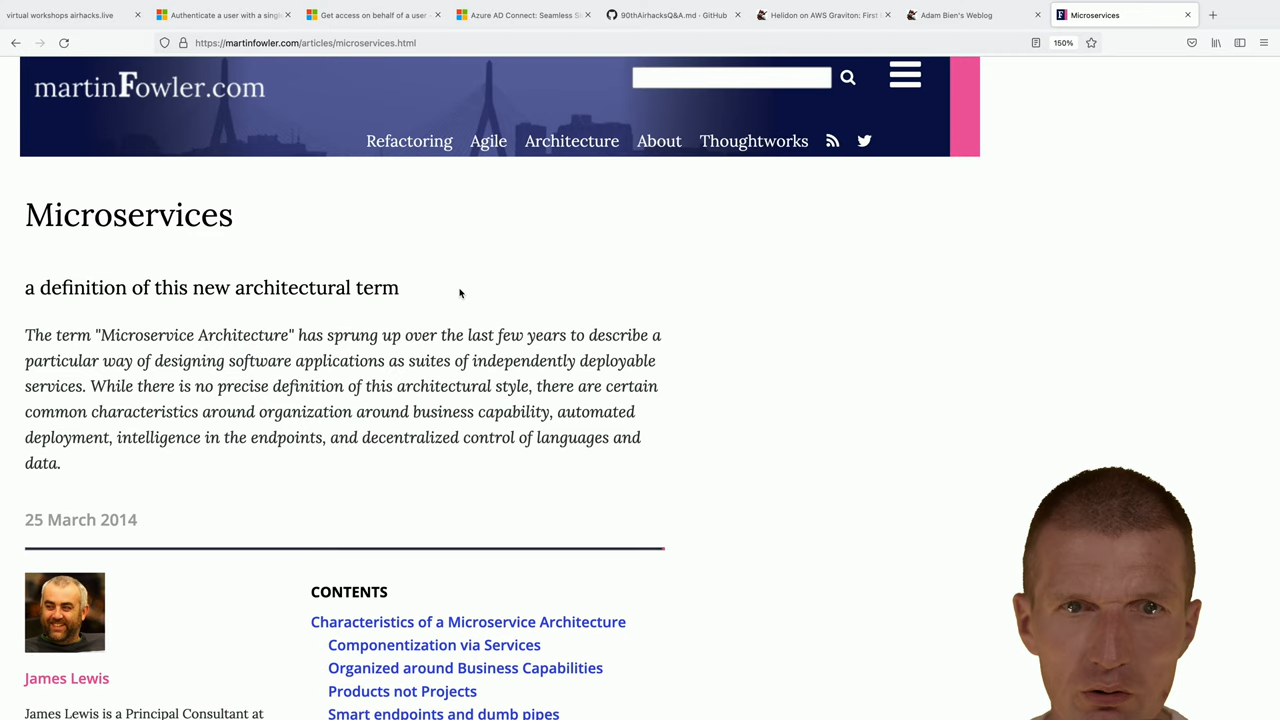 virtual workshops airhacks.live
Authenticate a user with a singl
Get access on behalf of a user -
Azure AD Connect: Seamless Si
90thAirhacksQ&A.md · GitHub
Helidon on AWS Graviton: First I
Adam Bien's Weblog
Microservices
https://martinfowler.com/articles/microservices.html
150%
martinFowler.com
Refactoring Agile Architecture About Thoughtworks
Microservices
a definition of this new architectural term
The term "Microservice Architecture" has sprung up over the last few years to describe a
particular way of designing software applications as suites of independently deployable
services. While there is no precise definition of this architectural style, there are certain
common characteristics around organization around business capability, automated
deployment, intelligence in the endpoints, and decentralized control of languages and
data.
25 March 2014
James Lewis
James Lewis is a Principal Consultant at
CONTENTS
Characteristics of a Microservice Architecture
Componentization via Services
Organized around Business Capabilities
Products not Projects
Smart endpoints and dumb pipes